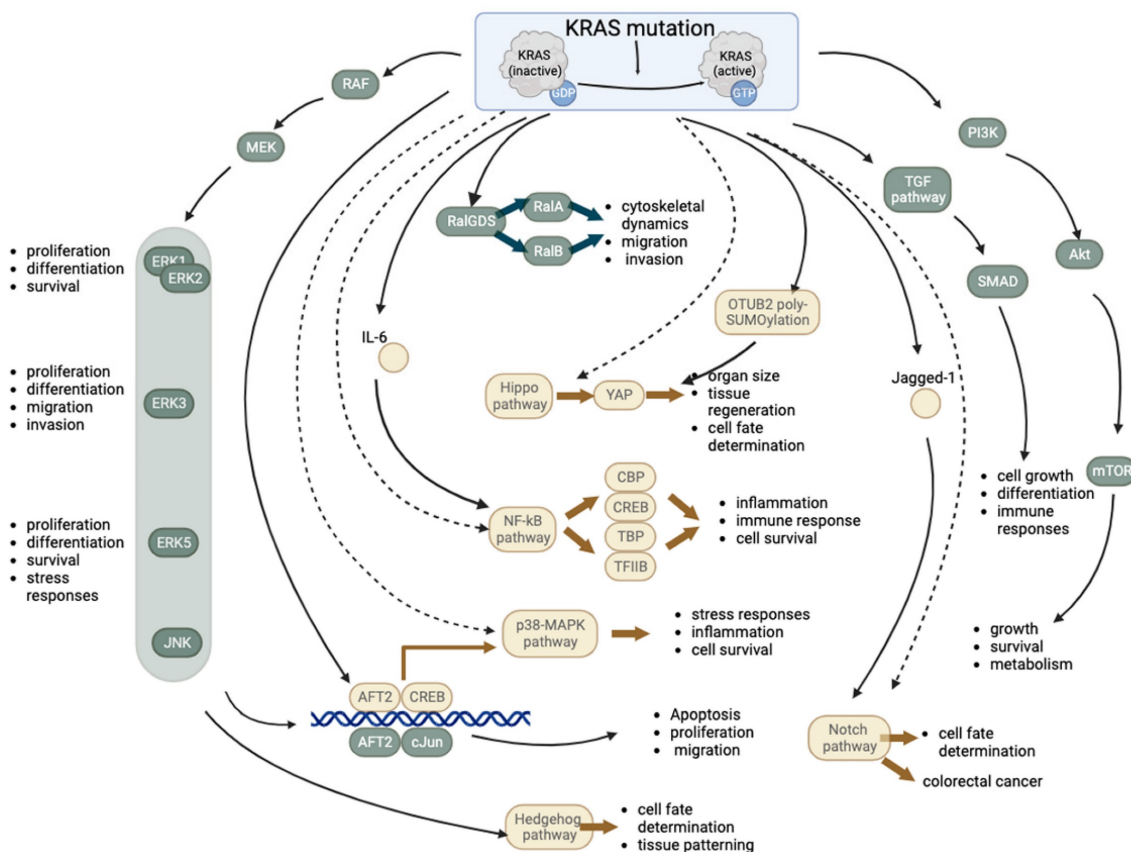 KRAS mutation
KRAS
(inactive)
GDP
KRAS
(active)
GTP
RAF
MEK
PI3K
TGF
pathway
Akt
SMAD
mTOR
RalGDS
RalA
RalB
• cytoskeletal
dynamics
• migration
• invasion
• proliferation
• differentiation
• survival
ERK1
ERK2
• proliferation
• differentiation
• migration
• invasion
ERK3
• proliferation
• differentiation
• survival
• stress
responses
ERK5
JNK
IL-6
OTUB2 poly-
SUMOylation
Hippo
pathway
YAP
• organ size
• tissue
regeneration
• cell fate
determination
Jagged-1
NF-kB
pathway
CBP
CREB
TBP
TFIIB
• inflammation
• immune response
• cell survival
• cell growth
• differentiation
• immune
responses
p38-MAPK
pathway
• stress responses
• inflammation
• cell survival
• growth
• survival
• metabolism
AFT2
CREB
AFT2
cJun
• Apoptosis
• proliferation
• migration
Notch
pathway
• cell fate
determination
colorectal cancer
Hedgehog
pathway
• cell fate
determination
• tissue patterning